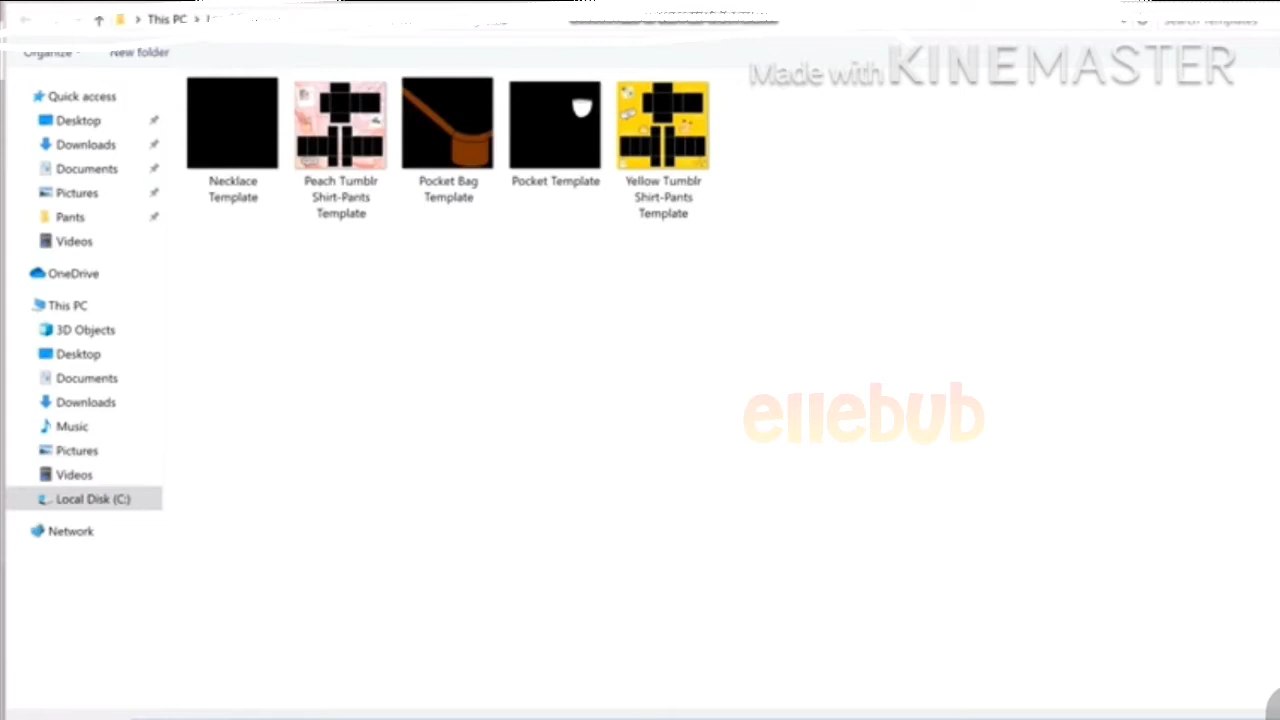 This PC
Organize
New folder
Made with KINEMASTER
Quick access
Desktop
Downloads
Documents
Pictures
Pants
Videos
OneDrive
This PC
3D Objects
Desktop
Documents
Downloads
Music
Pictures
Videos
Local Disk (C:)
Network
Necklace
Template
Peach Tumblr
Shirt-Pants
Template
Pocket Bag
Template
Pocket Template
Yellow Tumblr
Shirt-Pants
Template
ellebub